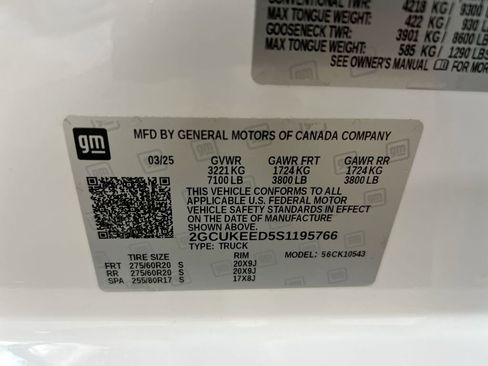 CONVENTIONAL TWR: 4218 KG / 9300 LB
MAX TONGUE WEIGHT: 422 KG / 930 LB
GOOSENECK TWR: 3901 KG / 8600 LBS
MAX TONGUE WEIGHT: 585 KG / 1290 LBS
SEE OWNER'S MANUAL FOR MOR
gm
MFD BY GENERAL MOTORS OF CANADA COMPANY
03/25 GVWR GAWR FRT GAWR RR
3221 KG 1724 KG 1724 KG
7100 LB 3800 LB 3800 LB
THIS VEHICLE CONFORMS TO ALL
APPLICABLE U.S. FEDERAL MOTOR
VEHICLE SAFETY STANDARDS IN EFFECT
ON THE DATE OF MANUFACTURE
SHOWN ABOVE.
2GCUKEED5S1195766
TYPE: TRUCK MODEL: 56CK10543
TIRE SIZE RIM
FRT 275/60R20 S 20X9J
RR 275/60R20 S 20X9J
SPA 255/80R17 S 17X8J